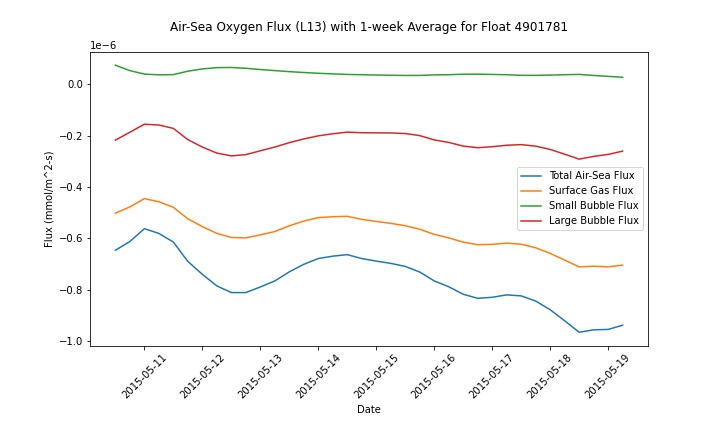 Air-Sea Oxygen Flux (L13) with 1-week Average for Float 4901781
1e−6
0.0
−0.2
−0.4
−0.6
−0.8
−1.0
Flux (mmol/m^2-s)
Total Air-Sea Flux
Surface Gas Flux
Small Bubble Flux
Large Bubble Flux
2015-05-11
2015-05-12
2015-05-13
2015-05-14
2015-05-15
2015-05-16
2015-05-17
2015-05-18
2015-05-19
Date